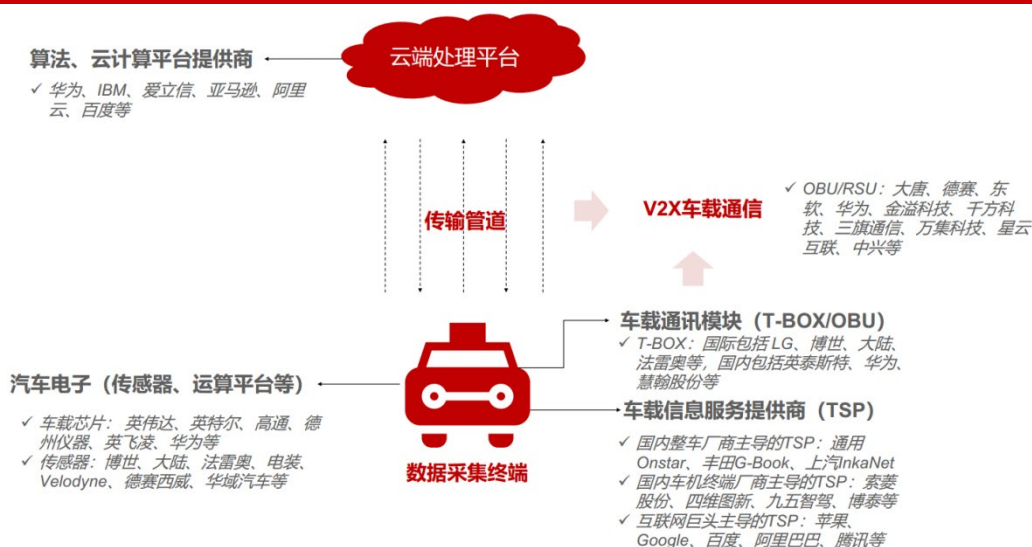 云端处理平台
算法、云计算平台提供商
✓ 华为、IBM、爱立信、亚马逊、阿里
云、百度等
传输管道
V2X车载通信
✓ OBU/RSU：大唐、德赛、东
软、华为、金溢科技、千方科
技、三旗通信、万集科技、星云
互联、中兴等
车载通讯模块（T-BOX/OBU）
✓ T-BOX：国际包括 LG、博世、大陆、
法雷奥等，国内包括英泰斯特、华为、
慧翰股份等
汽车电子（传感器、运算平台等）
✓ 车载芯片： 英伟达、英特尔、高通、德
州仪器、英飞凌、华为等
✓ 传感器：博世、大陆、法雷奥、电装、
Velodyne、德赛西威、华域汽车等
数据采集终端
车载信息服务提供商（TSP）
✓ 国内整车厂商主导的TSP：通用
Onstar、丰田G-Book、上汽InkaNet
✓ 国内车机终端厂商主导的TSP：索菱
股份、四维图新、九五智驾、博泰等
✓ 互联网巨头主导的TSP：苹果、
Google、百度、阿里巴巴、腾讯等